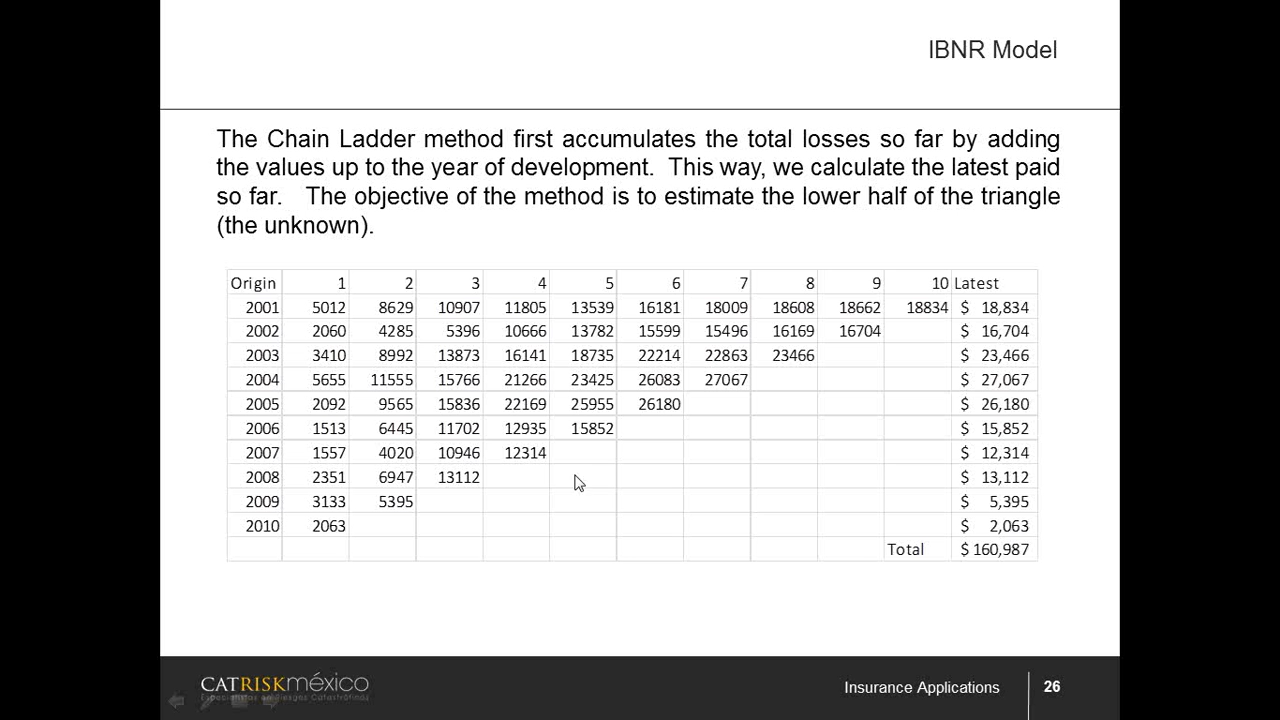 IBNR Model
The Chain Ladder method first accumulates the total losses so far by adding
the values up to the year of development. This way, we calculate the latest paid
so far. The objective of the method is to estimate the lower half of the triangle
(the unknown).
Origin 1 2 3 4 5 6 7 8 9 10 Latest
2001 5012 8629 10907 11805 13539 16181 18009 18608 18662 18834 $ 18,834
2002 2060 4285 5396 10666 13782 15599 15496 16169 16704 $ 16,704
2003 3410 8992 13873 16141 18735 22214 22863 23466 $ 23,466
2004 5655 11555 15766 21266 23425 26083 27067 $ 27,067
2005 2092 9565 15836 22169 25955 26180 $ 26,180
2006 1513 6445 11702 12935 15852 $ 15,852
2007 1557 4020 10946 12314 $ 12,314
2008 2351 6947 13112 $ 13,112
2009 3133 5395 $ 5,395
2010 2063 $ 2,063
Total $ 160,987
CATRISKméxico
Especialistas en Riesgos Catastróficos
Insurance Applications 26